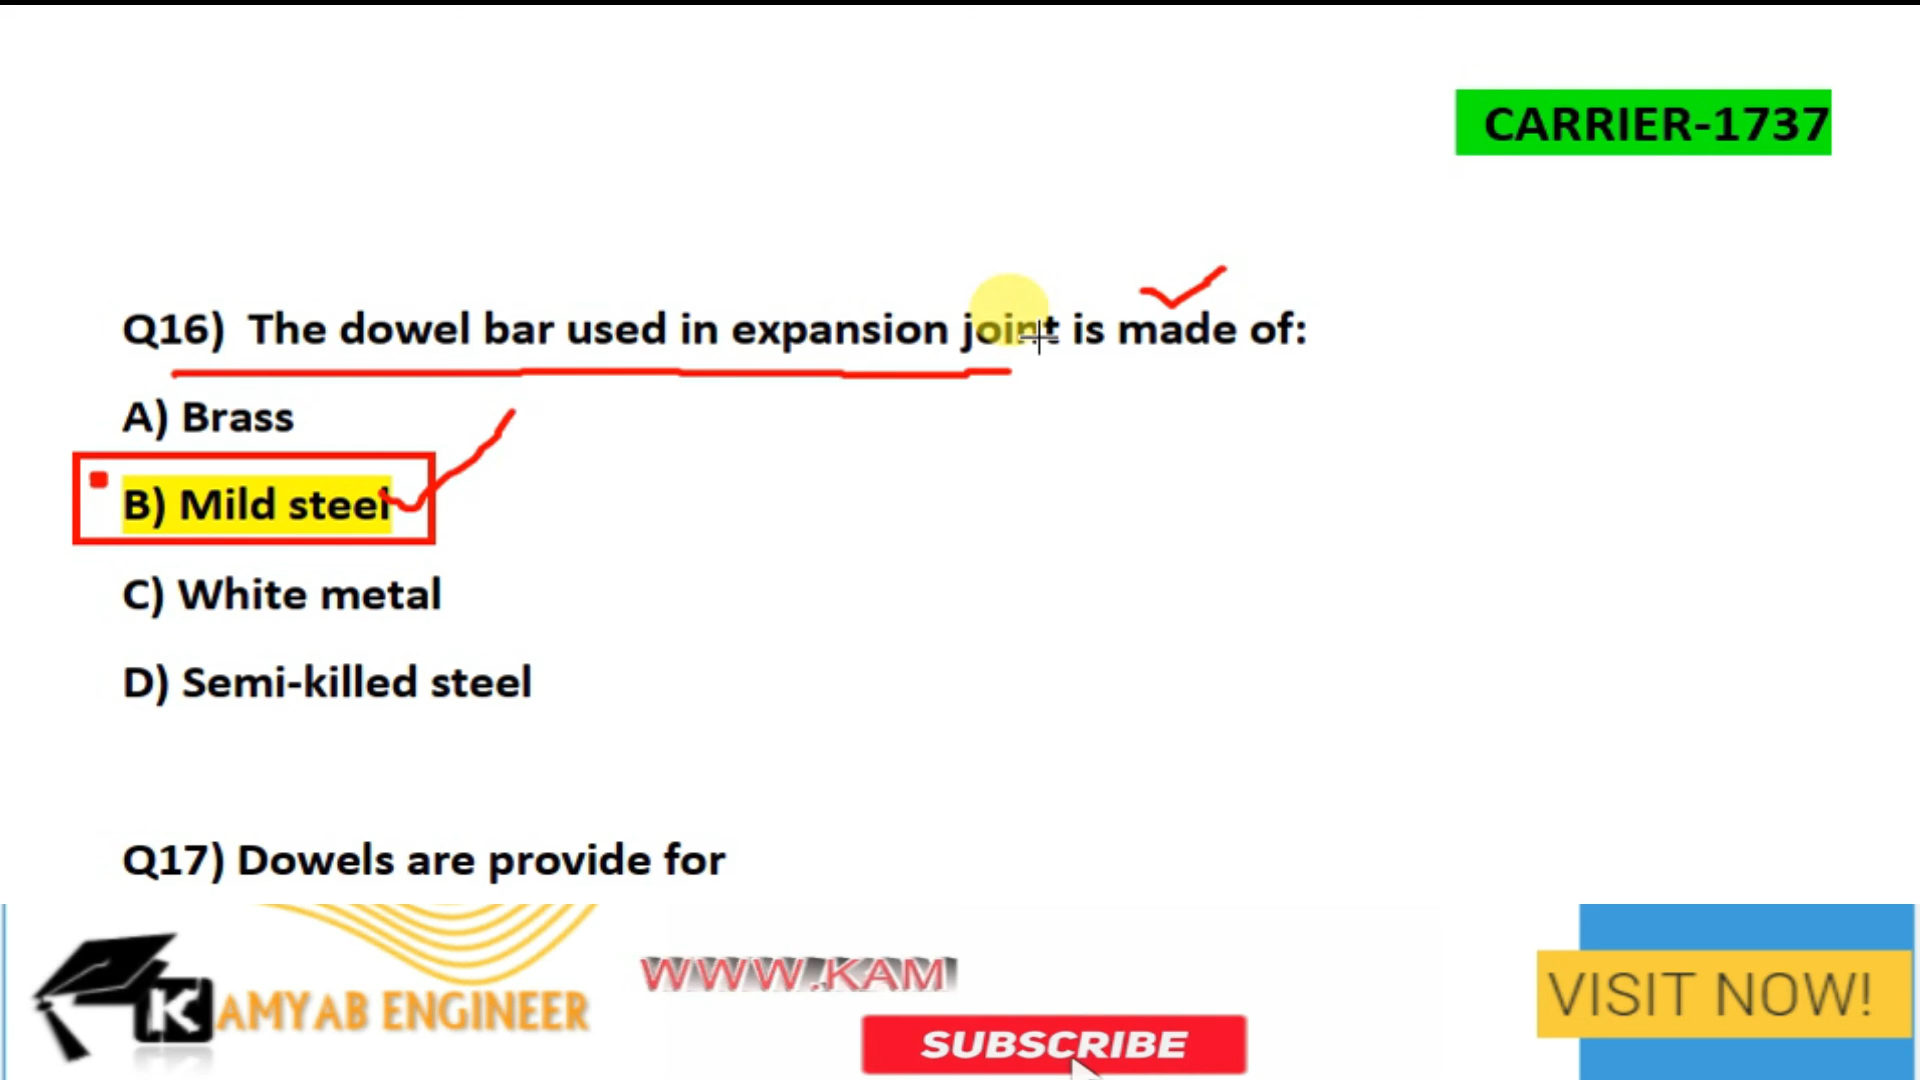 CARRIER-1737
Q16) The dowel bar used in expansion joint is made of:
A) Brass
B) Mild steel
C) White metal
D) Semi-killed steel
Q17) Dowels are provide for
KAMYAB ENGINEER
WWW.KAM
SUBSCRIBE
VISIT NOW!